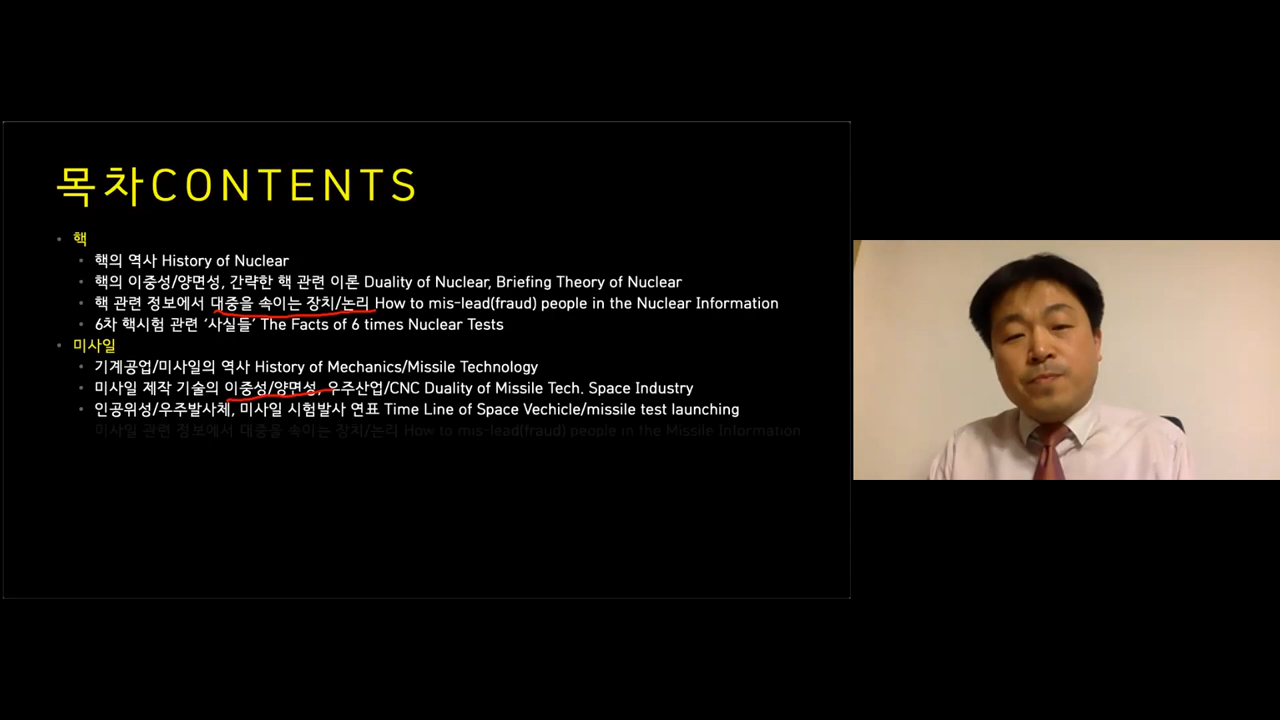 목차CONTENTS
핵
핵의 역사 History of Nuclear
핵의 이중성/양면성, 간략한 핵 관련 이론 Duality of Nuclear, Briefing Theory of Nuclear
핵 관련 정보에서 대중을 속이는 장치/논리 How to mis-lead(fraud) people in the Nuclear Information
6차 핵시험 관련 ‘사실들’ The Facts of 6 times Nuclear Tests
미사일
기계공업/미사일의 역사 History of Mechanics/Missile Technology
미사일 제작 기술의 이중성/양면성, 우주산업/CNC Duality of Missile Tech. Space Industry
인공위성/우주발사체, 미사일 시험발사 연표 Time Line of Space Vechicle/missile test launching
미사일 관련 정보에서 대중을 속이는 장치/논리 How to mis-lead(fraud) people in the Missile Information